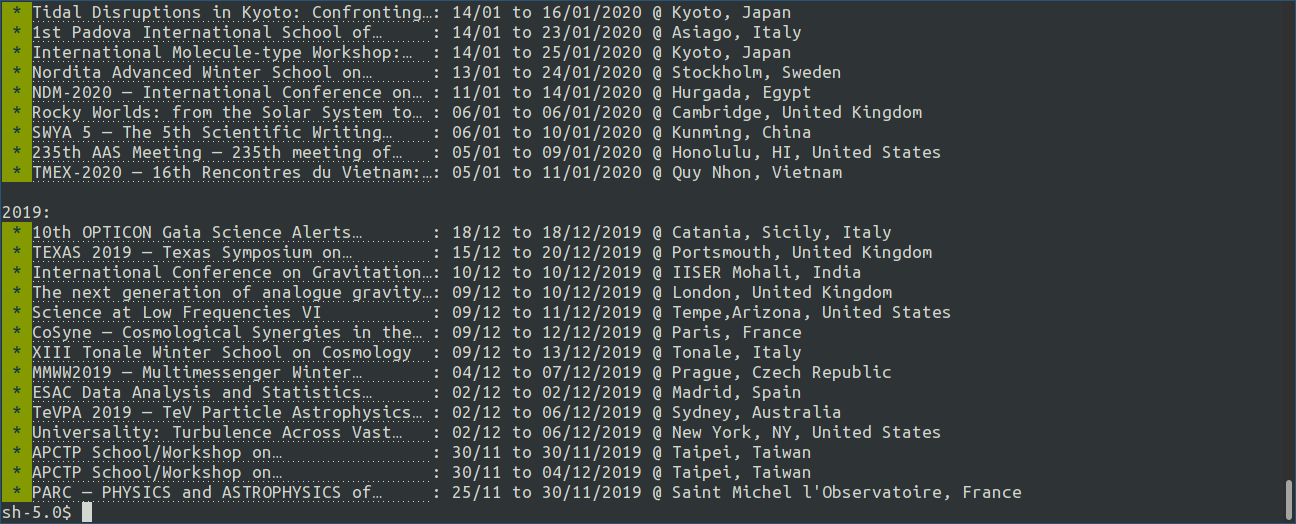 * Tidal Disruptions in Kyoto: Confronting…: 14/01 to 16/01/2020 @ Kyoto, Japan
* 1st Padova International School of… : 14/01 to 23/01/2020 @ Asiago, Italy
* International Molecule-type Workshop:… : 14/01 to 25/01/2020 @ Kyoto, Japan
* Nordita Advanced Winter School on… : 13/01 to 24/01/2020 @ Stockholm, Sweden
* NDM-2020 — International Conference on… : 11/01 to 14/01/2020 @ Hurgada, Egypt
* Rocky Worlds: from the Solar System to… : 06/01 to 06/01/2020 @ Cambridge, United Kingdom
* SWYA 5 — The 5th Scientific Writing… : 06/01 to 10/01/2020 @ Kunming, China
* 235th AAS Meeting — 235th meeting of… : 05/01 to 09/01/2020 @ Honolulu, HI, United States
* TMEX-2020 — 16th Rencontres du Vietnam:…: 05/01 to 11/01/2020 @ Quy Nhon, Vietnam
2019:
* 10th OPTICON Gaia Science Alerts… : 18/12 to 18/12/2019 @ Catania, Sicily, Italy
* TEXAS 2019 — Texas Symposium on… : 15/12 to 20/12/2019 @ Portsmouth, United Kingdom
* International Conference on Gravitation…: 10/12 to 10/12/2019 @ IISER Mohali, India
* The next generation of analogue gravity…: 09/12 to 10/12/2019 @ London, United Kingdom
* Science at Low Frequencies VI : 09/12 to 11/12/2019 @ Tempe,Arizona, United States
* CoSyne — Cosmological Synergies in the… : 09/12 to 12/12/2019 @ Paris, France
* XIII Tonale Winter School on Cosmology : 09/12 to 13/12/2019 @ Tonale, Italy
* MMWW2019 — Multimessenger Winter… : 04/12 to 07/12/2019 @ Prague, Czech Republic
* ESAC Data Analysis and Statistics… : 02/12 to 02/12/2019 @ Madrid, Spain
* TeVPA 2019 — TeV Particle Astrophysics… : 02/12 to 06/12/2019 @ Sydney, Australia
* Universality: Turbulence Across Vast… : 02/12 to 06/12/2019 @ New York, NY, United States
* APCTP School/Workshop on… : 30/11 to 30/11/2019 @ Taipei, Taiwan
* APCTP School/Workshop on… : 30/11 to 04/12/2019 @ Taipei, Taiwan
* PARC — PHYSICS and ASTROPHYSICS of… : 25/11 to 30/11/2019 @ Saint Michel l'Observatoire, France
sh-5.0$